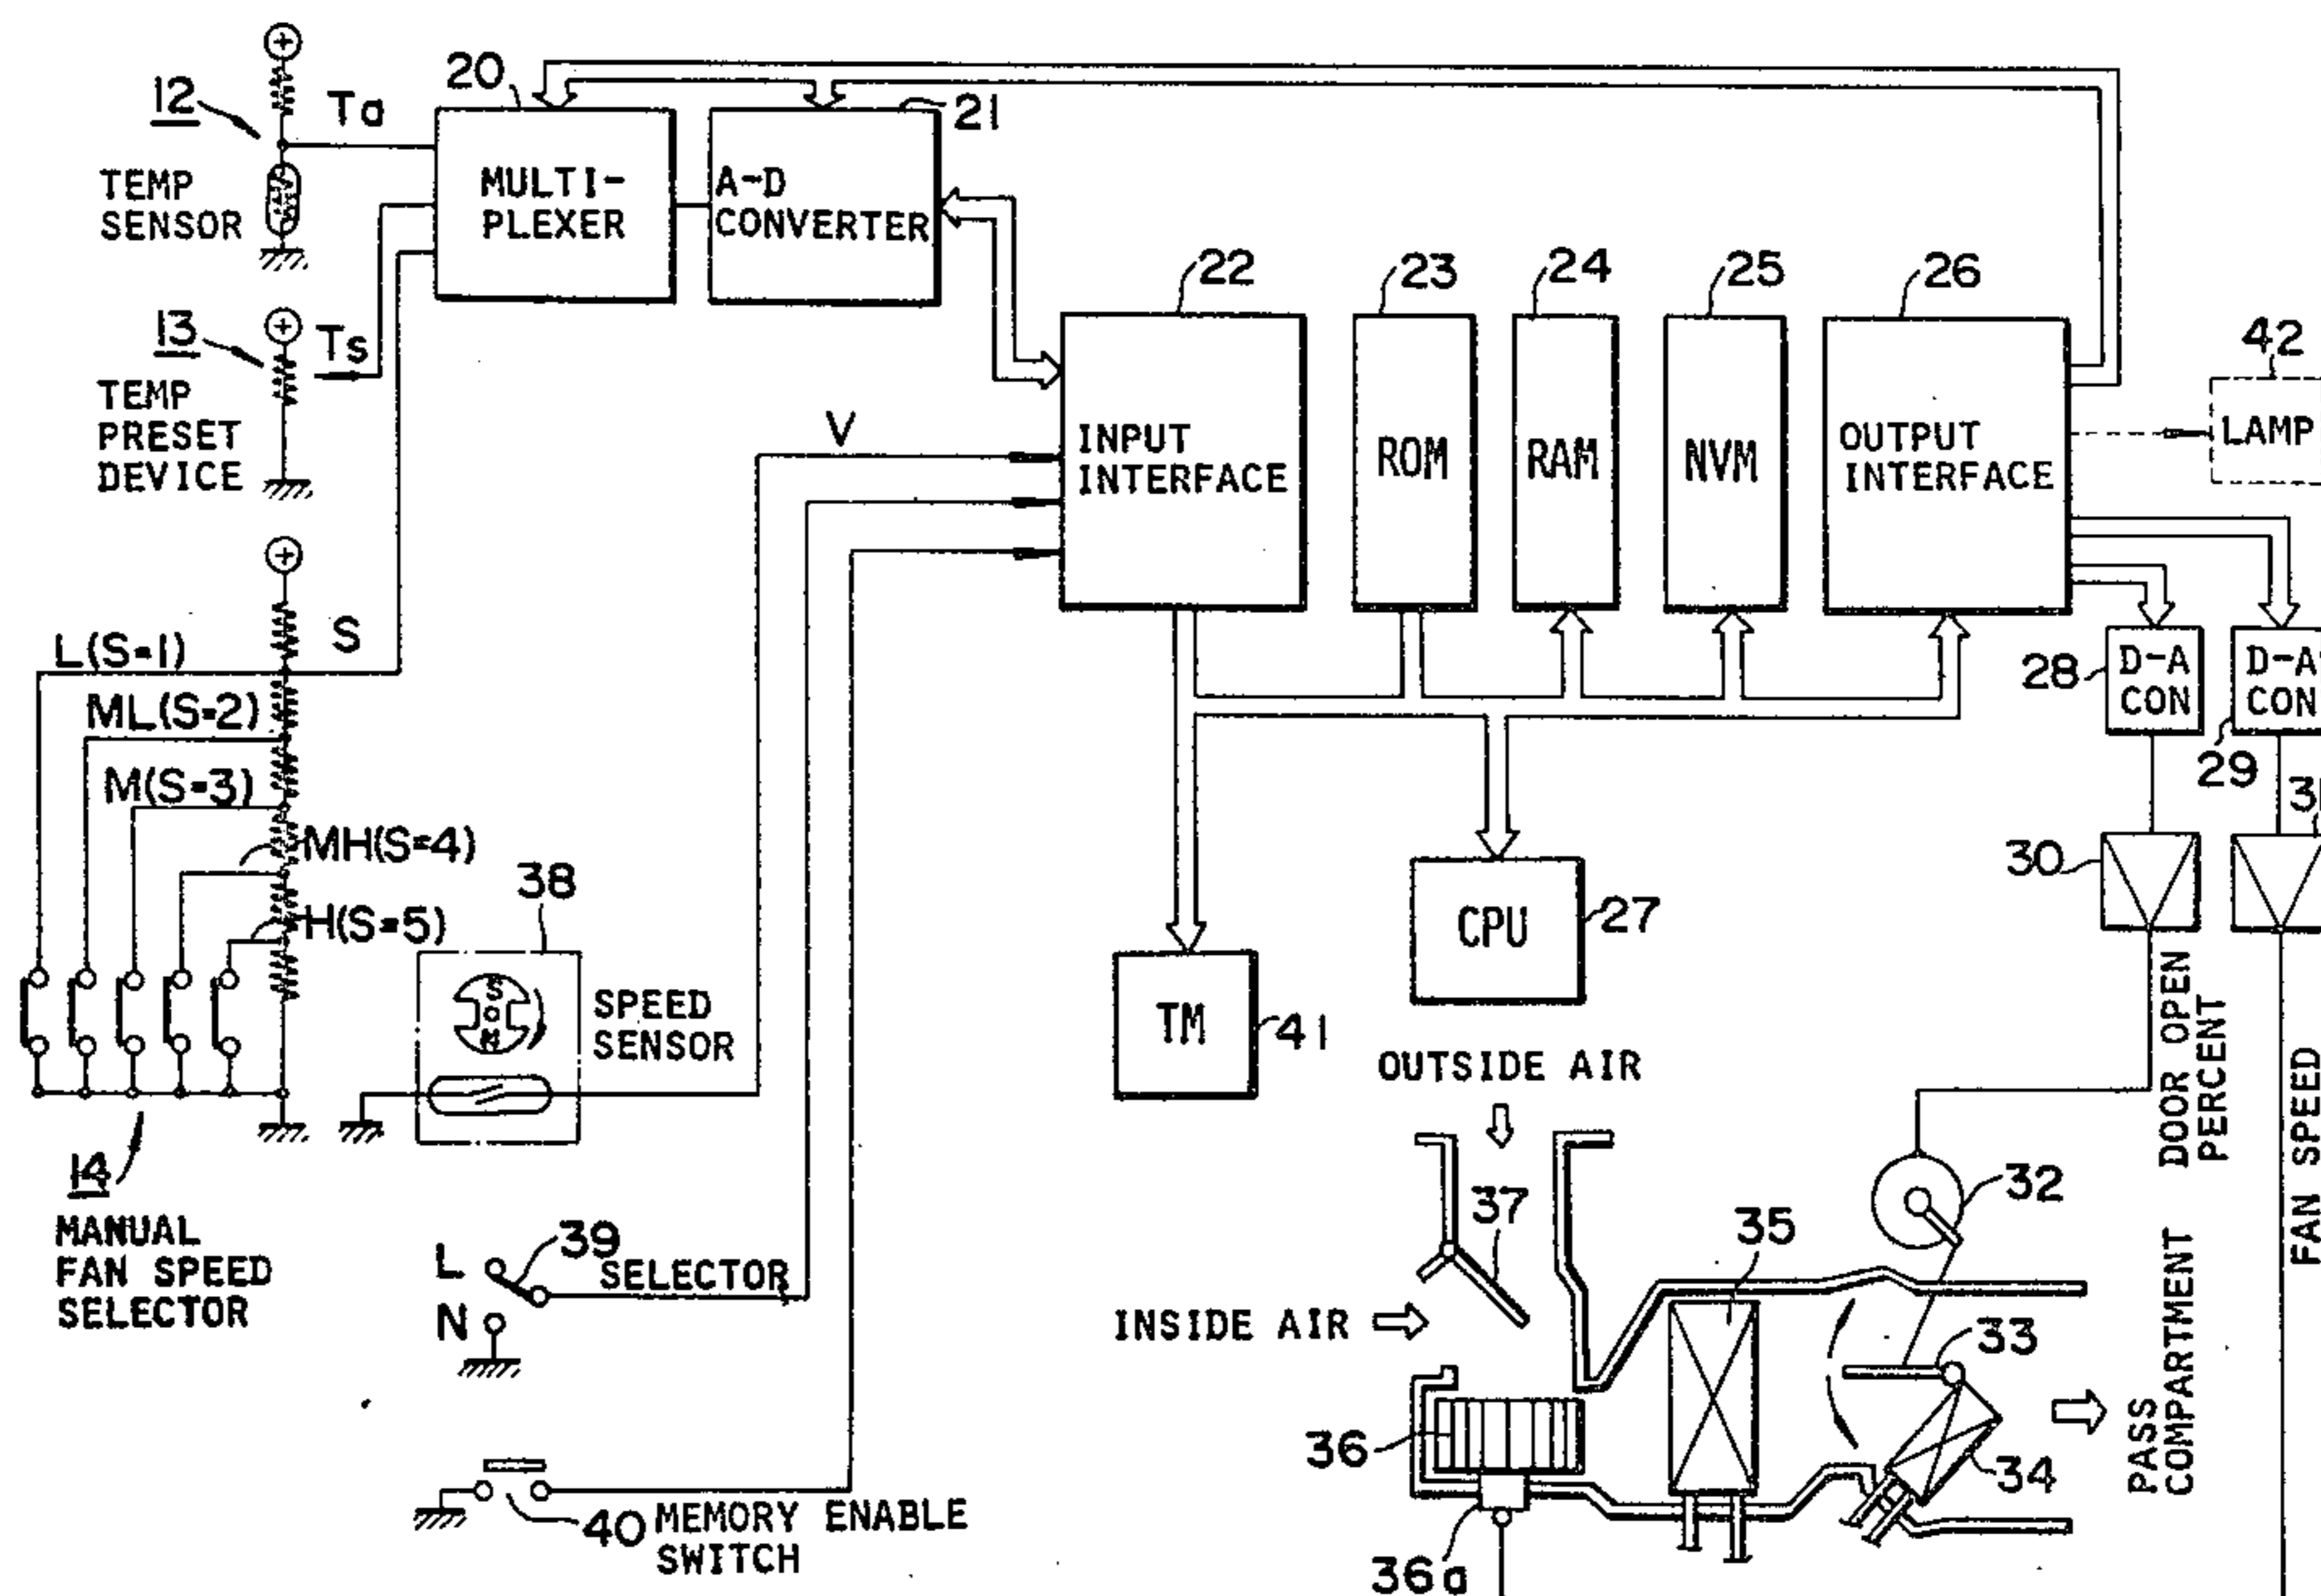 12
Ta
TEMP
SENSOR
20
MULTI-
PLEXER
21
A-D
CONVERTER
13
Ts
TEMP
PRESET
DEVICE
22
INPUT
INTERFACE
23
ROM
24
RAM
25
NVM
26
OUTPUT
INTERFACE
42
LAMP
V
S
L(S=1)
ML(S=2)
M(S=3)
MH(S=4)
H(S=5)
14
MANUAL
FAN SPEED
SELECTOR
38
S
N
SPEED
SENSOR
L
N
39
SELECTOR
40
MEMORY ENABLE
SWITCH
TM
41
CPU
27
28
D-A
CON
29
D-A
CON
30
31
DOOR OPEN
PERCENT
FAN SPEED
OUTSIDE AIR
INSIDE AIR
37
35
32
33
34
36
36a
PASS
COMPARTMENT